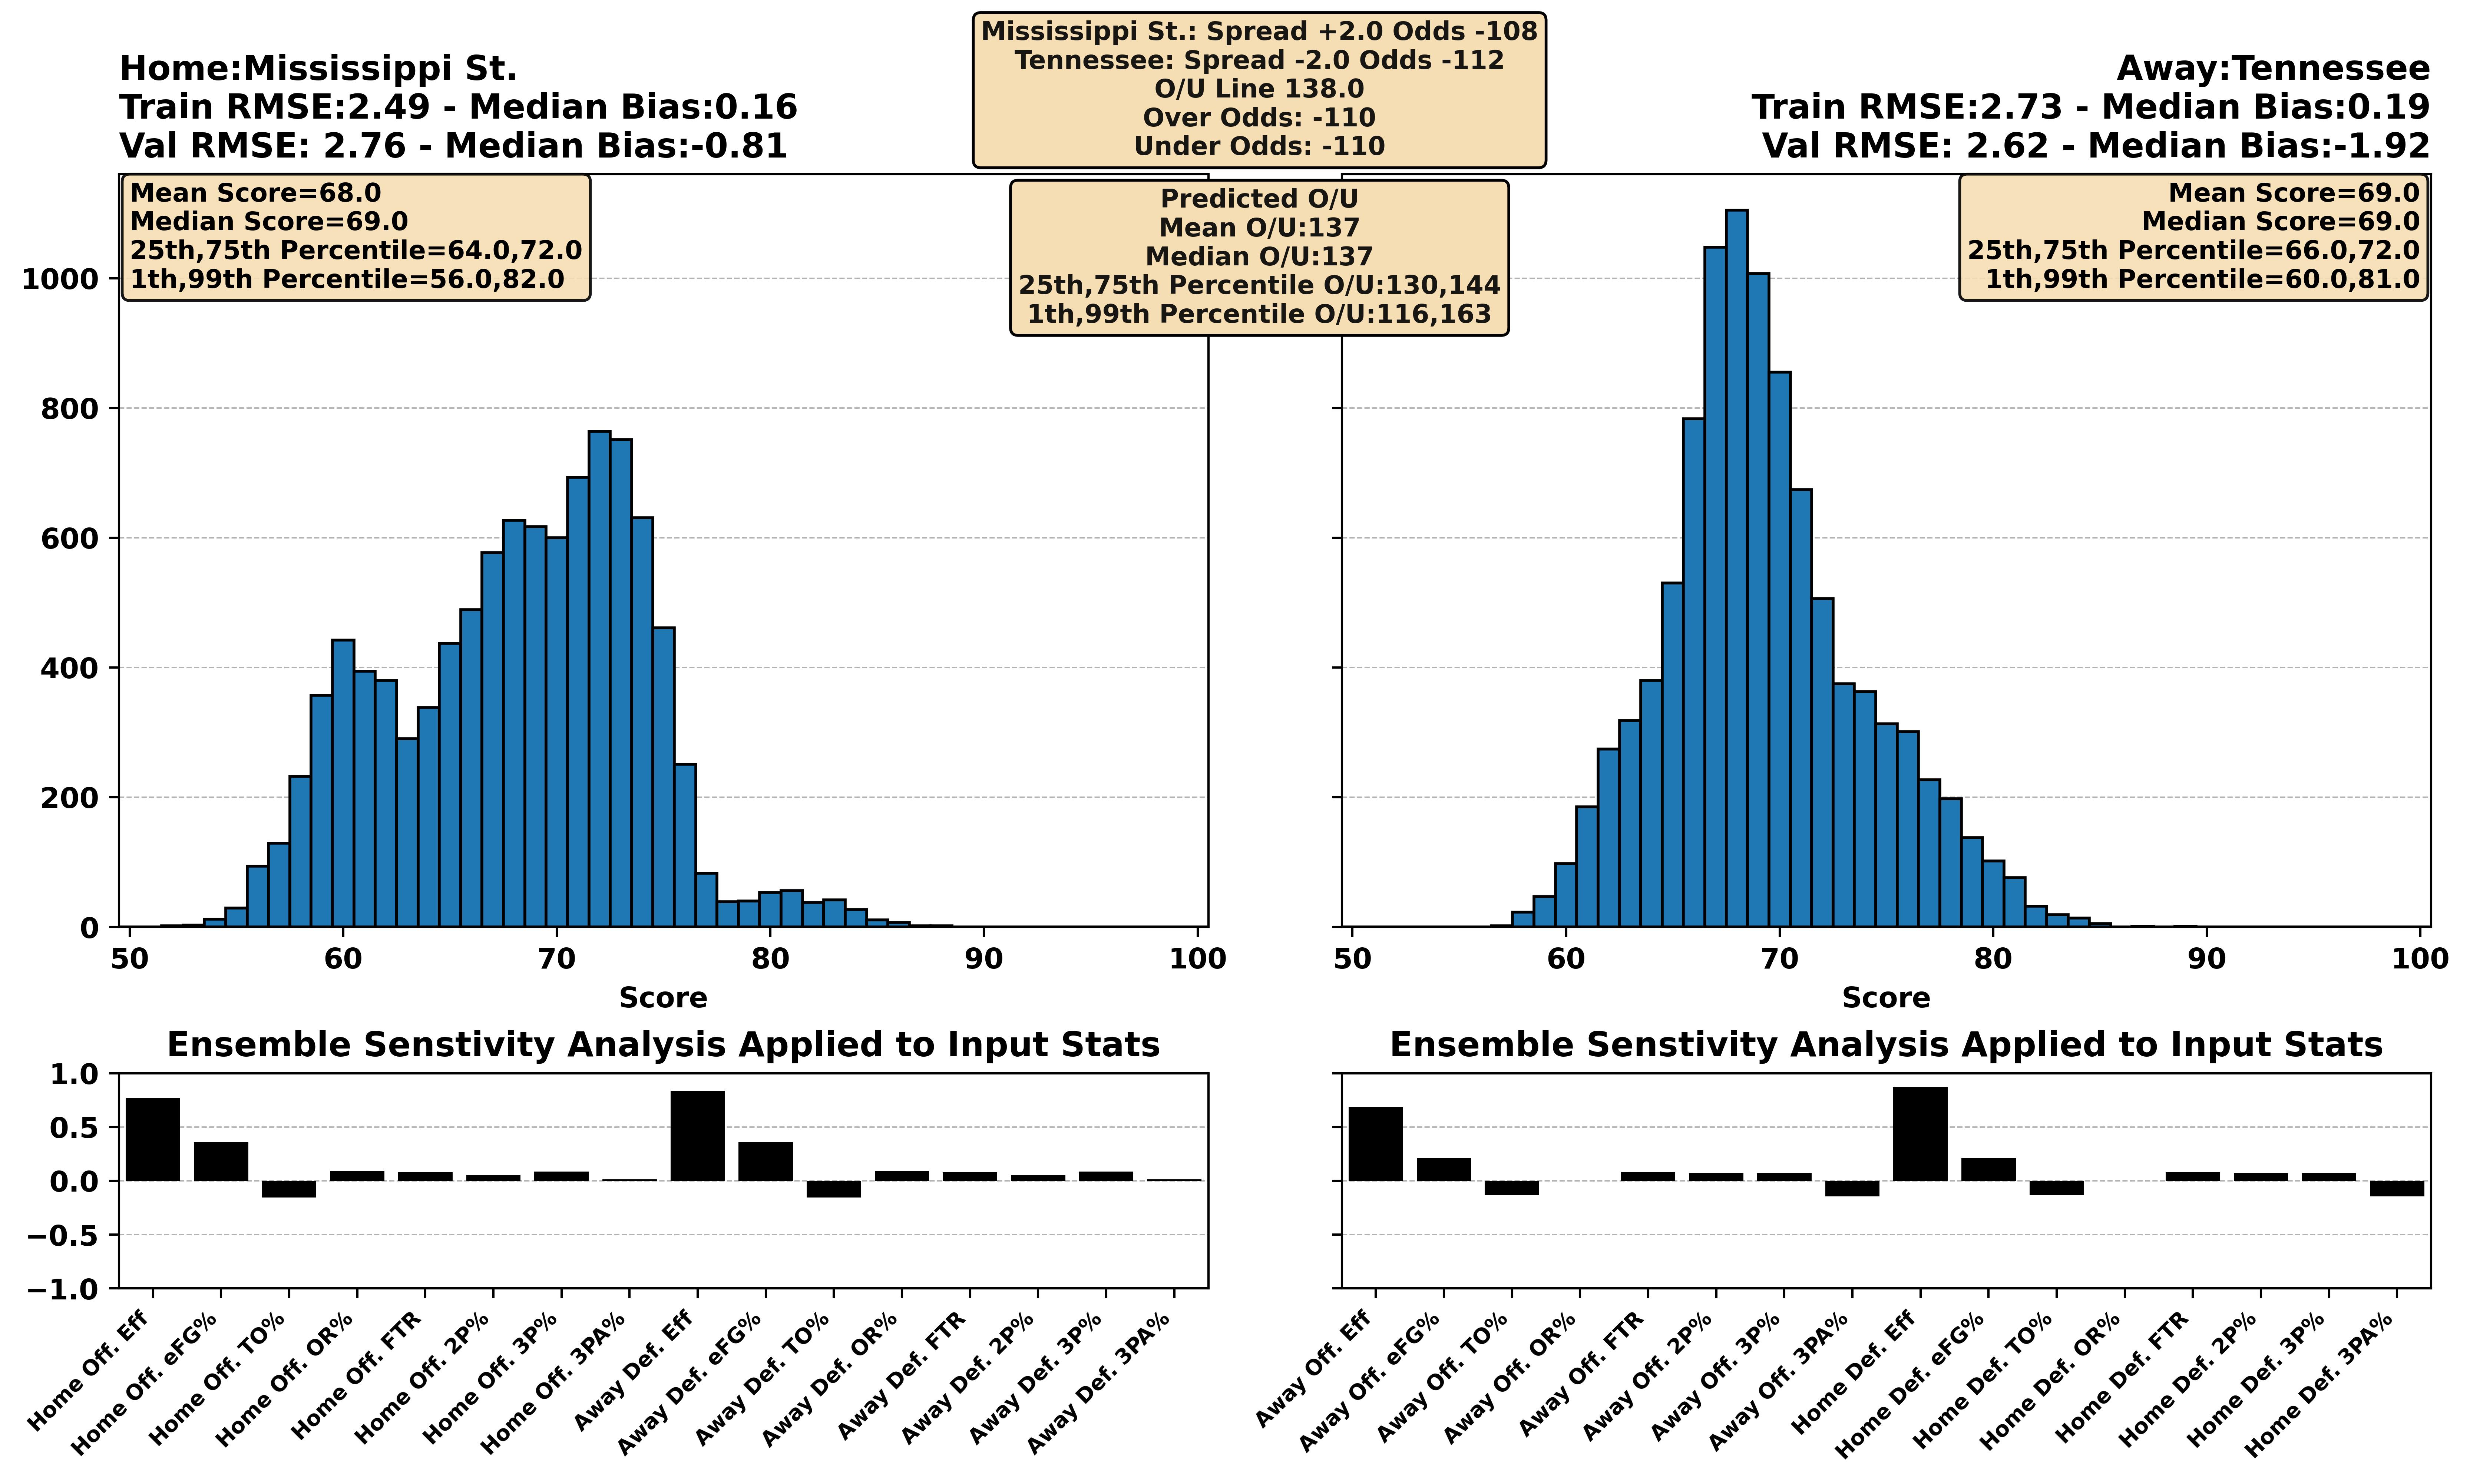 Mississippi St.: Spread +2.0 Odds -108
Tennessee: Spread -2.0 Odds -112
O/U Line 138.0
Over Odds: -110
Under Odds: -110
Home:Mississippi St.
Train RMSE:2.49 - Median Bias:0.16
Val RMSE: 2.76 - Median Bias:-0.81
Away:Tennessee
Train RMSE:2.73 - Median Bias:0.19
Val RMSE: 2.62 - Median Bias:-1.92
Mean Score=68.0
Median Score=69.0
25th,75th Percentile=64.0,72.0
1th,99th Percentile=56.0,82.0
Predicted O/U
Mean O/U:137
Median O/U:137
25th,75th Percentile O/U:130,144
1th,99th Percentile O/U:116,163
Mean Score=69.0
Median Score=69.0
25th,75th Percentile=66.0,72.0
1th,99th Percentile=60.0,81.0
1000
800
600
400
200
0
50 60 70 80 90 100
Score
50 60 70 80 90 100
Score
Ensemble Senstivity Analysis Applied to Input Stats
1.0
0.5
0.0
−0.5
−1.0
Home Off. Eff
Home Off. eFG%
Home Off. TO%
Home Off. OR%
Home Off. FTR
Home Off. 2P%
Home Off. 3P%
Home Off. 3PA%
Away Def. Eff
Away Def. eFG%
Away Def. TO%
Away Def. OR%
Away Def. FTR
Away Def. 2P%
Away Def. 3P%
Away Def. 3PA%
Ensemble Senstivity Analysis Applied to Input Stats
Away Off. Eff
Away Off. eFG%
Away Off. TO%
Away Off. OR%
Away Off. FTR
Away Off. 2P%
Away Off. 3P%
Away Off. 3PA%
Home Def. Eff
Home Def. eFG%
Home Def. TO%
Home Def. OR%
Home Def. FTR
Home Def. 2P%
Home Def. 3P%
Home Def. 3PA%